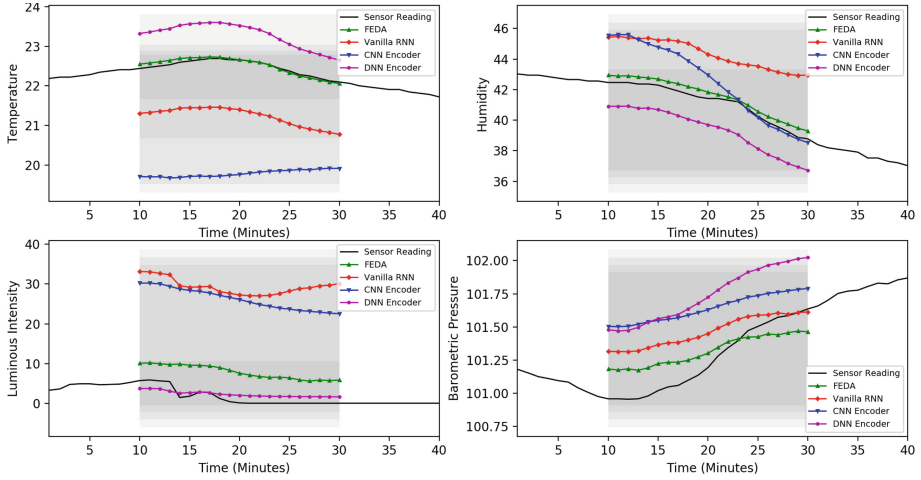 24
23
22
21
20
Temperature
5 10 15 20 25 30 35 40
Time (Minutes)
Sensor Reading
FEDA
Vanilla RNN
CNN Encoder
DNN Encoder
46
44
42
40
38
36
Humidity
5 10 15 20 25 30 35 40
Time (Minutes)
Sensor Reading
FEDA
Vanilla RNN
CNN Encoder
DNN Encoder
40
30
20
10
0
Luminous Intensity
5 10 15 20 25 30 35 40
Time (Minutes)
Sensor Reading
FEDA
Vanilla RNN
CNN Encoder
DNN Encoder
102.00
101.75
101.50
101.25
101.00
100.75
Barometric Pressure
5 10 15 20 25 30 35 40
Time (Minutes)
Sensor Reading
FEDA
Vanilla RNN
CNN Encoder
DNN Encoder